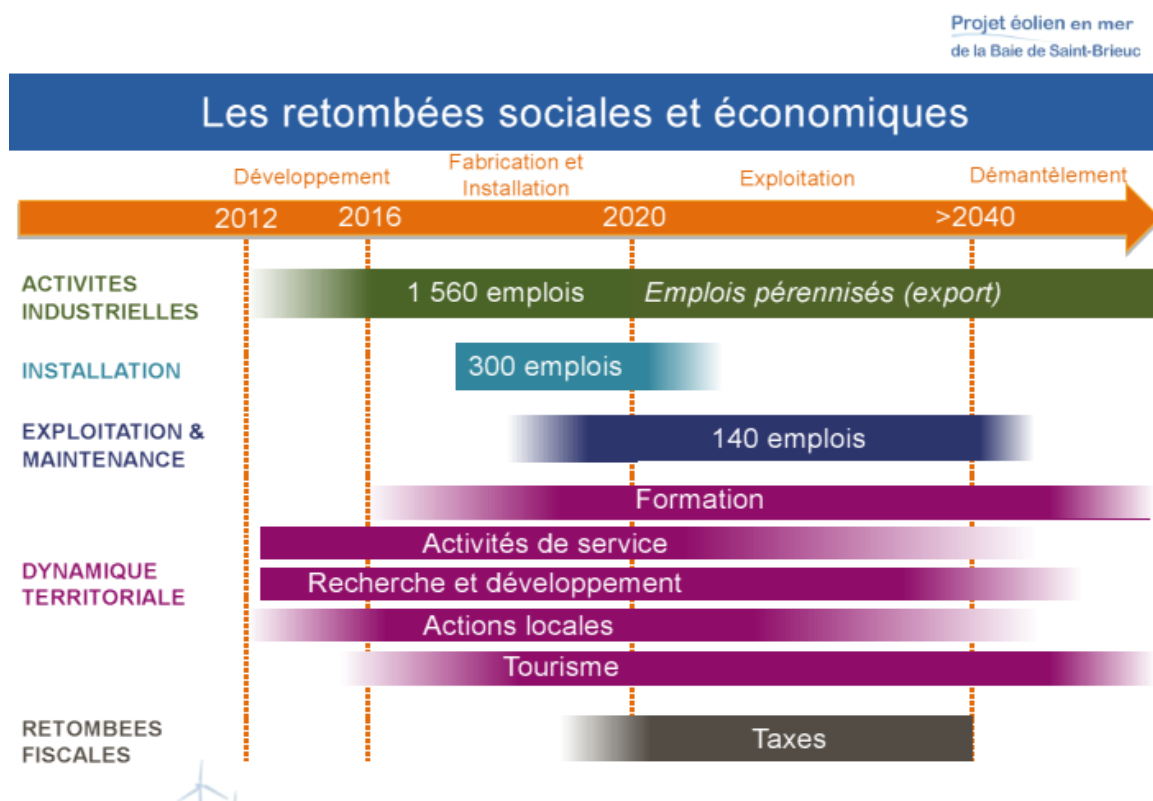 Projet éolien en mer
de la Baie de Saint-Brieuc
Les retombées sociales et économiques
Développement
Fabrication et
Installation
Exploitation
Démantèlement
2012
2016
2020
>2040
ACTIVITES
INDUSTRIELLES
1 560 emplois
Emplois pérennisés (export)
INSTALLATION
300 emplois
EXPLOITATION &
MAINTENANCE
140 emplois
DYNAMIQUE
TERRITORIALE
Formation
Activités de service
Recherche et développement
Actions locales
Tourisme
RETOMBEES
FISCALES
Taxes